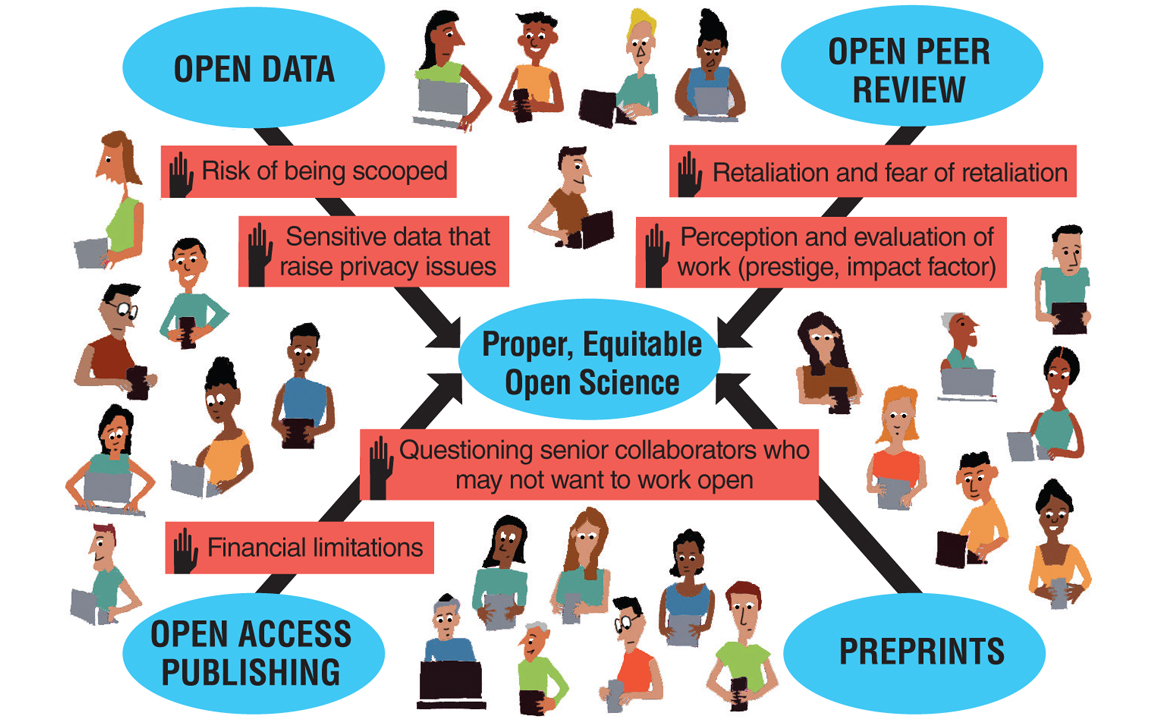 OPEN DATA
OPEN PEER
REVIEW
Risk of being scooped
Retaliation and fear of retaliation
Sensitive data that
raise privacy issues
Perception and evaluation of
work (prestige, impact factor)
Proper, Equitable
Open Science
Questioning senior collaborators who
may not want to work open
Financial limitations
OPEN ACCESS
PUBLISHING
PREPRINTS